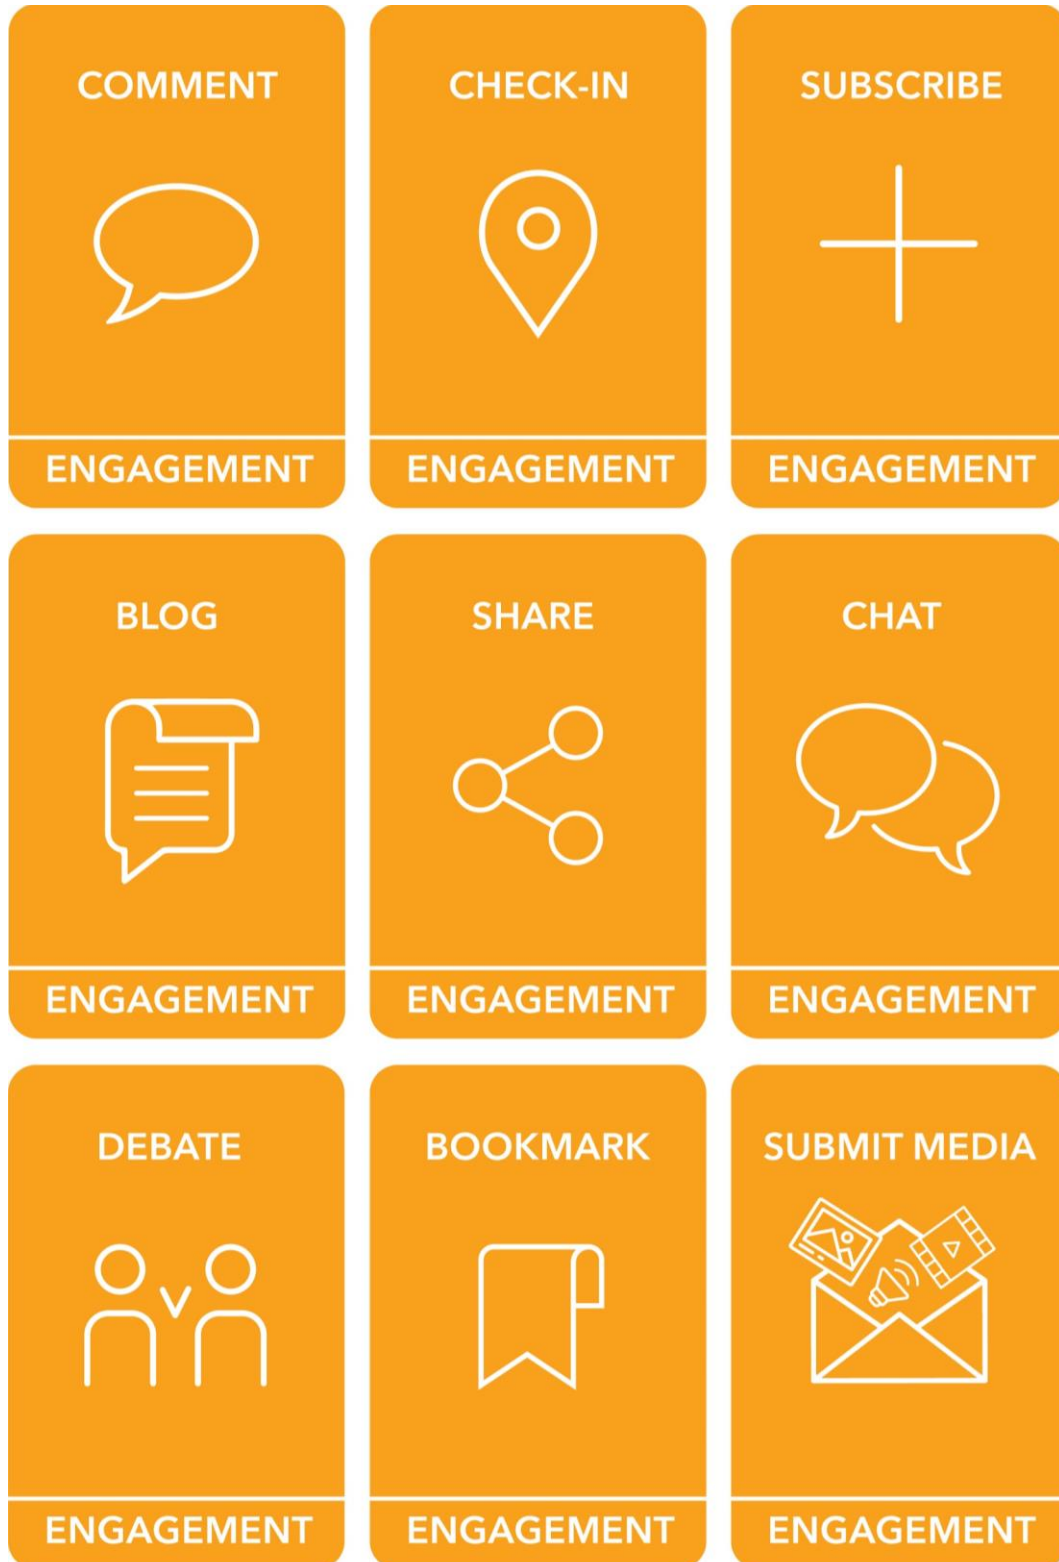 COMMENT
CHECK-IN
SUBSCRIBE
ENGAGEMENT
ENGAGEMENT
ENGAGEMENT
BLOG
SHARE
CHAT
ENGAGEMENT
ENGAGEMENT
ENGAGEMENT
DEBATE
BOOKMARK
SUBMIT MEDIA
ENGAGEMENT
ENGAGEMENT
ENGAGEMENT